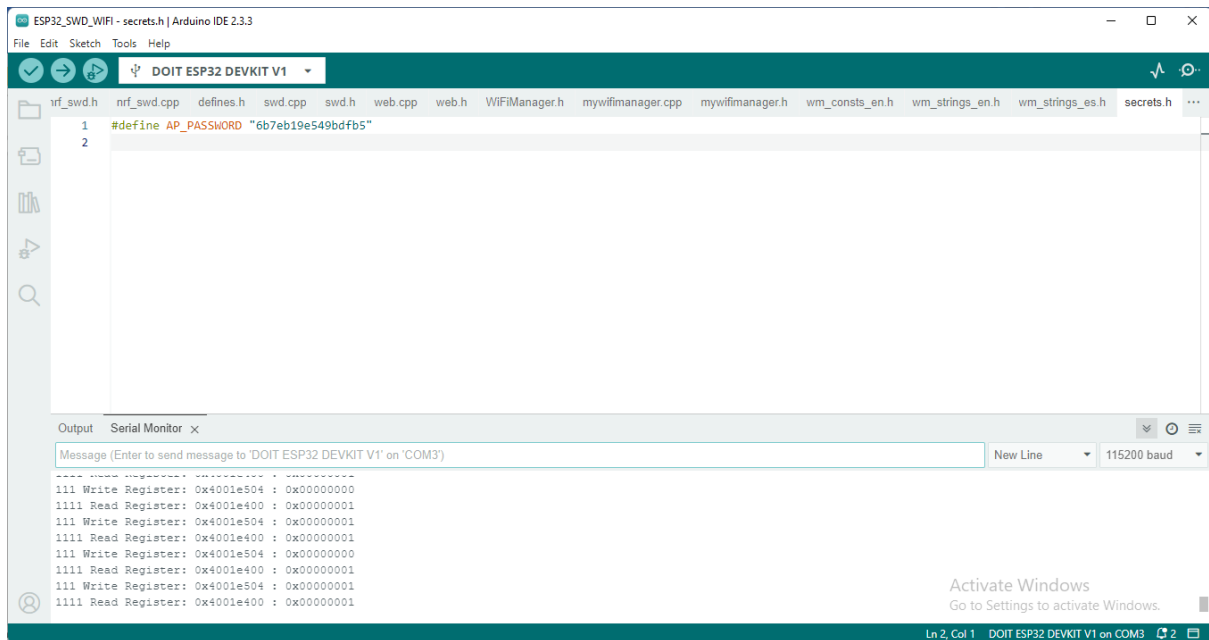 ESP32_SWD_WIFI - secrets.h | Arduino IDE 2.3.3
File Edit Sketch Tools Help
DOIT ESP32 DEVKIT V1
nrf_swd.h nrf_swd.cpp defines.h swd.cpp swd.h web.cpp web.h WiFiManager.h mywifimanager.cpp mywifimanager.h wm_consts_en.h wm_strings_en.h wm_strings_es.h secrets.h ...
1 #define AP_PASSWORD "6b7eb19e549bdfb5"
2
Output Serial Monitor ×
Message (Enter to send message to 'DOIT ESP32 DEVKIT V1' on 'COM3') New Line 115200 baud
1111 Read Register: 0x4001e400 : 0x00000001
111 Write Register: 0x4001e504 : 0x00000000
1111 Read Register: 0x4001e400 : 0x00000001
111 Write Register: 0x4001e504 : 0x00000001
1111 Read Register: 0x4001e400 : 0x00000001
111 Write Register: 0x4001e504 : 0x00000000
1111 Read Register: 0x4001e400 : 0x00000001
111 Write Register: 0x4001e504 : 0x00000001
1111 Read Register: 0x4001e400 : 0x00000001
Activate Windows
Go to Settings to activate Windows.
Ln 2, Col 1 DOIT ESP32 DEVKIT V1 on COM3 2